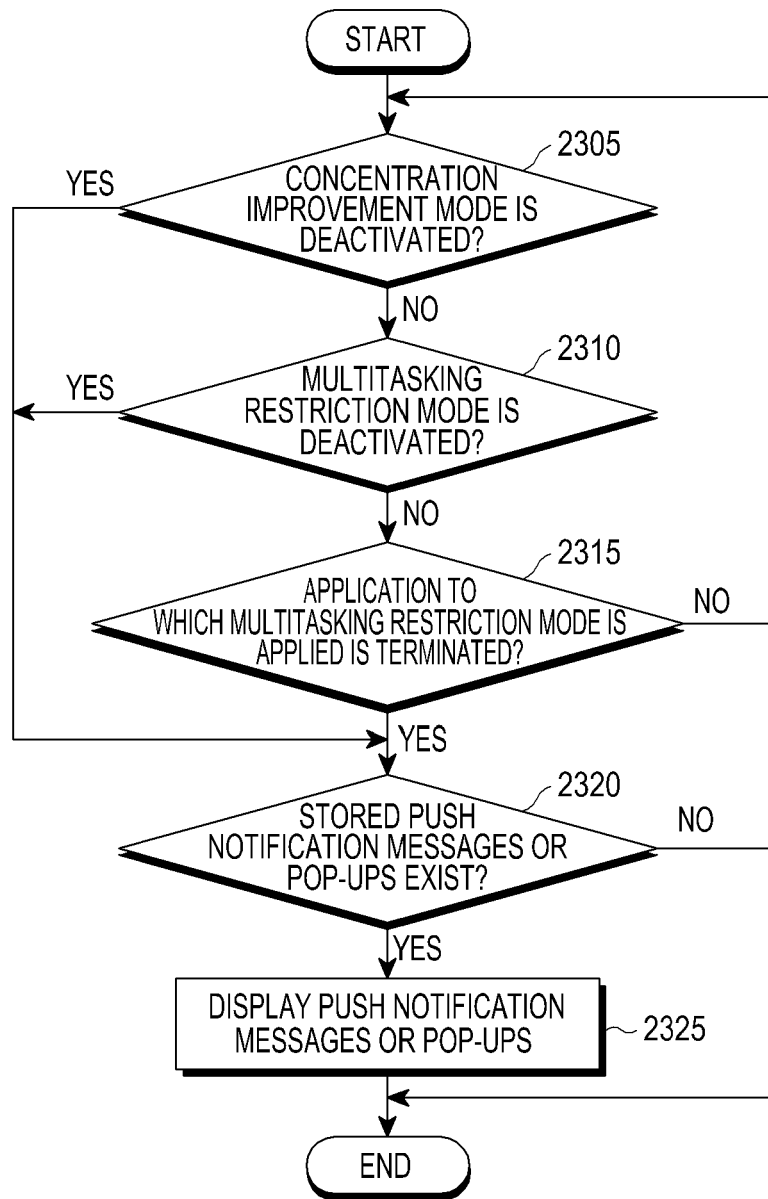 START
2305
YES
CONCENTRATION
IMPROVEMENT MODE IS
DEACTIVATED?
NO
2310
YES
MULTITASKING
RESTRICTION MODE IS
DEACTIVATED?
NO
2315
APPLICATION TO
WHICH MULTITASKING RESTRICTION MODE IS
APPLIED IS TERMINATED?
NO
YES
2320
STORED PUSH
NOTIFICATION MESSAGES OR
POP-UPS EXIST?
NO
YES
DISPLAY PUSH NOTIFICATION
MESSAGES OR POP-UPS
2325
END